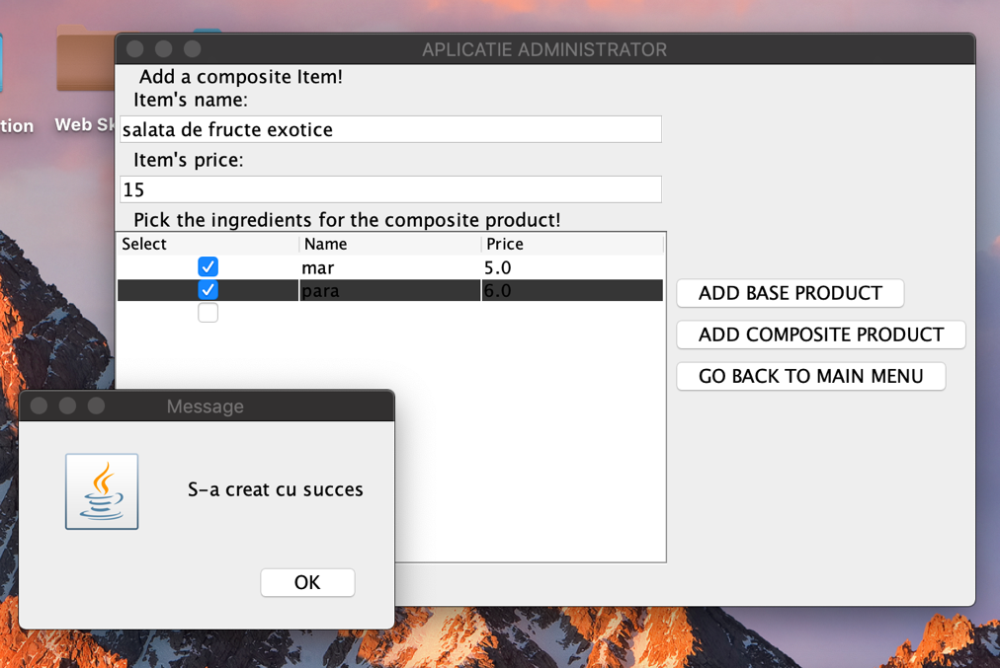 APLICATIE ADMINISTRATOR
Add a composite Item!
Item's name:
salata de fructe exotice
Item's price:
15
Pick the ingredients for the composite product!
Select Name Price
mar 5.0
para 6.0
ADD BASE PRODUCT
ADD COMPOSITE PRODUCT
GO BACK TO MAIN MENU
Message
S-a creat cu succes
OK
tion
Web Sk